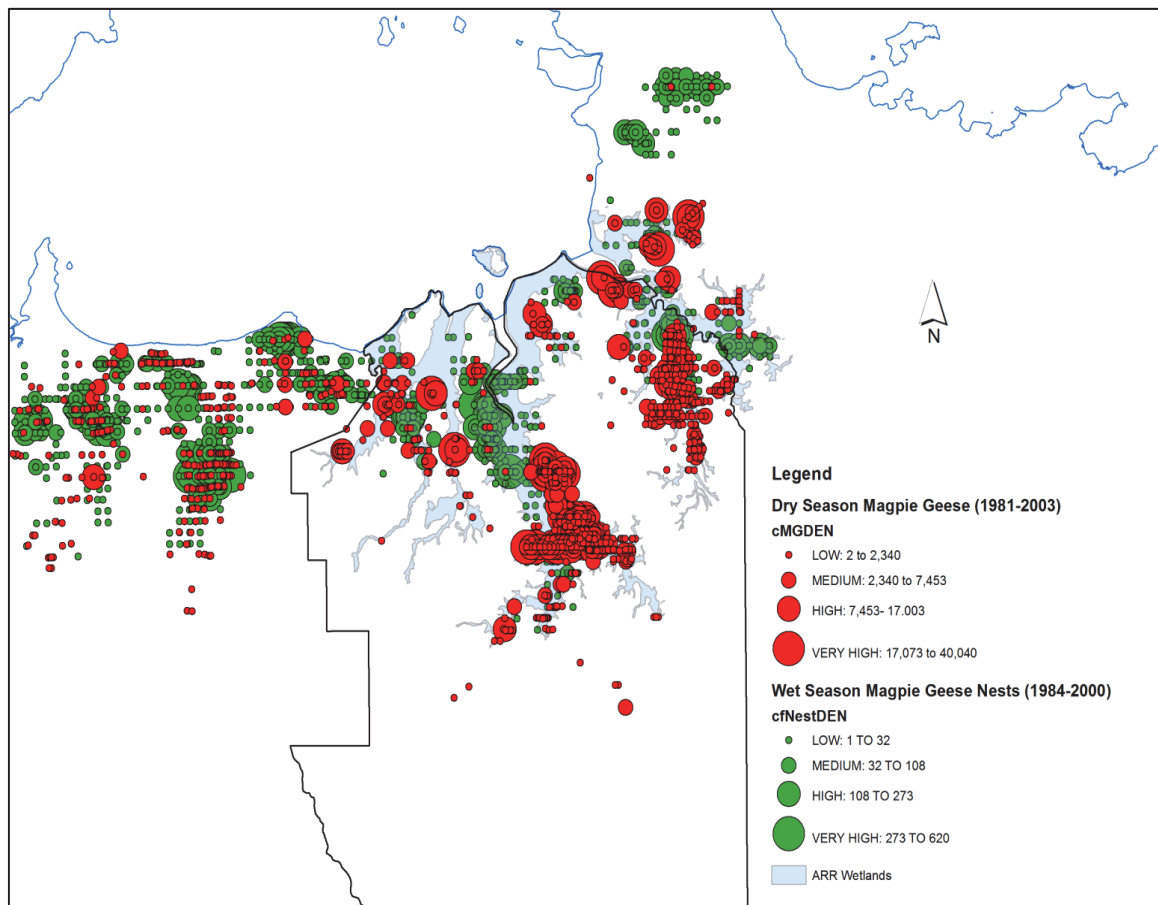 N
Legend
Dry Season Magpie Geese (1981-2003)
cMGDEN
LOW: 2 to 2,340
MEDIUM: 2,340 to 7,453
HIGH: 7,453- 17.003
VERY HIGH: 17,073 to 40,040
Wet Season Magpie Geese Nests (1984-2000)
cfNestDEN
LOW: 1 TO 32
MEDIUM: 32 TO 108
HIGH: 108 TO 273
VERY HIGH: 273 TO 620
ARR Wetlands